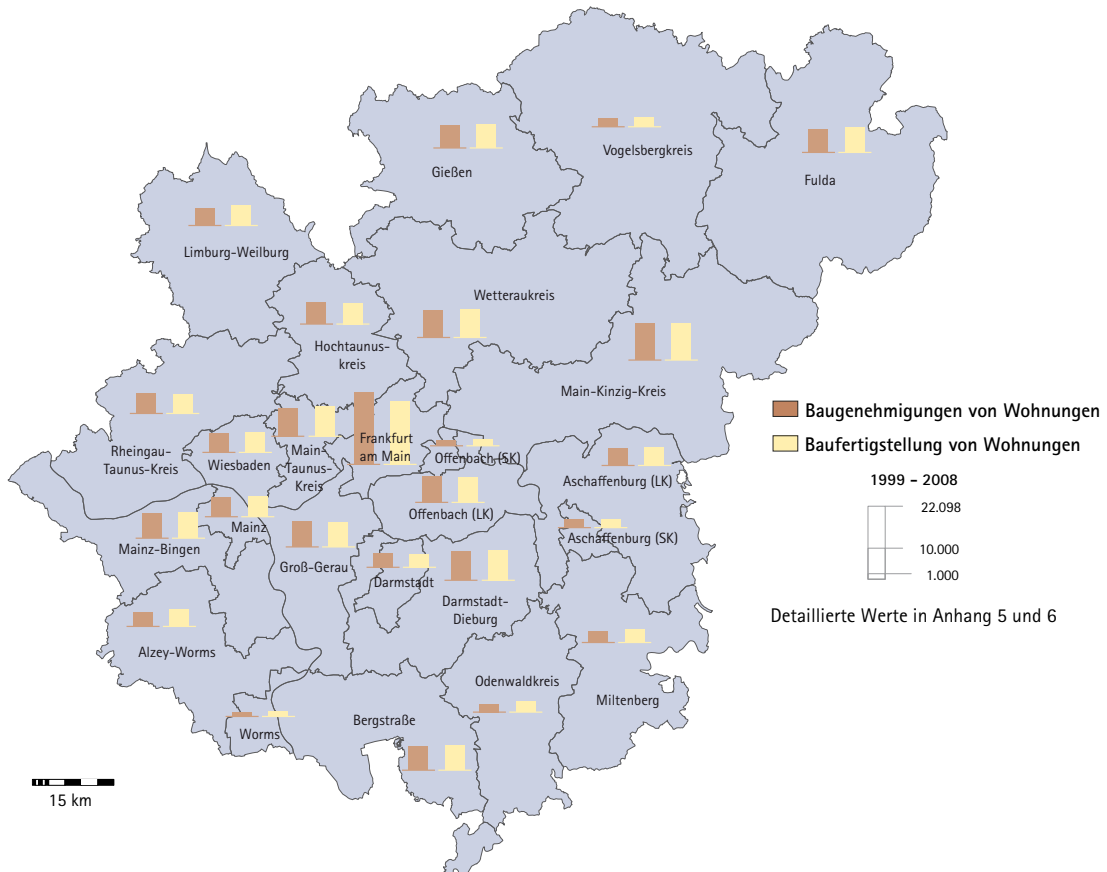 Vogelsbergkreis
Gießen
Fulda
Limburg-Weilburg
Wetteraukreis
Hochtaunus-
kreis
Main-Kinzig-Kreis
Baugenehmigungen von Wohnungen
Baufertigstellung von Wohnungen
1999 - 2008
22.098
10.000
1.000
Detaillierte Werte in Anhang 5 und 6
Rheingau-
Taunus-Kreis
Wiesbaden
Main-
Taunus-
Kreis
Frankfurt
am Main
Offenbach (SK)
Aschaffenburg (LK)
Offenbach (LK)
Mainz
Mainz-Bingen
Aschaffenburg (SK)
Groß-Gerau
Darmstadt
Darmstadt-
Dieburg
Alzey-Worms
Odenwaldkreis
Miltenberg
Bergstraße
Worms
15 km